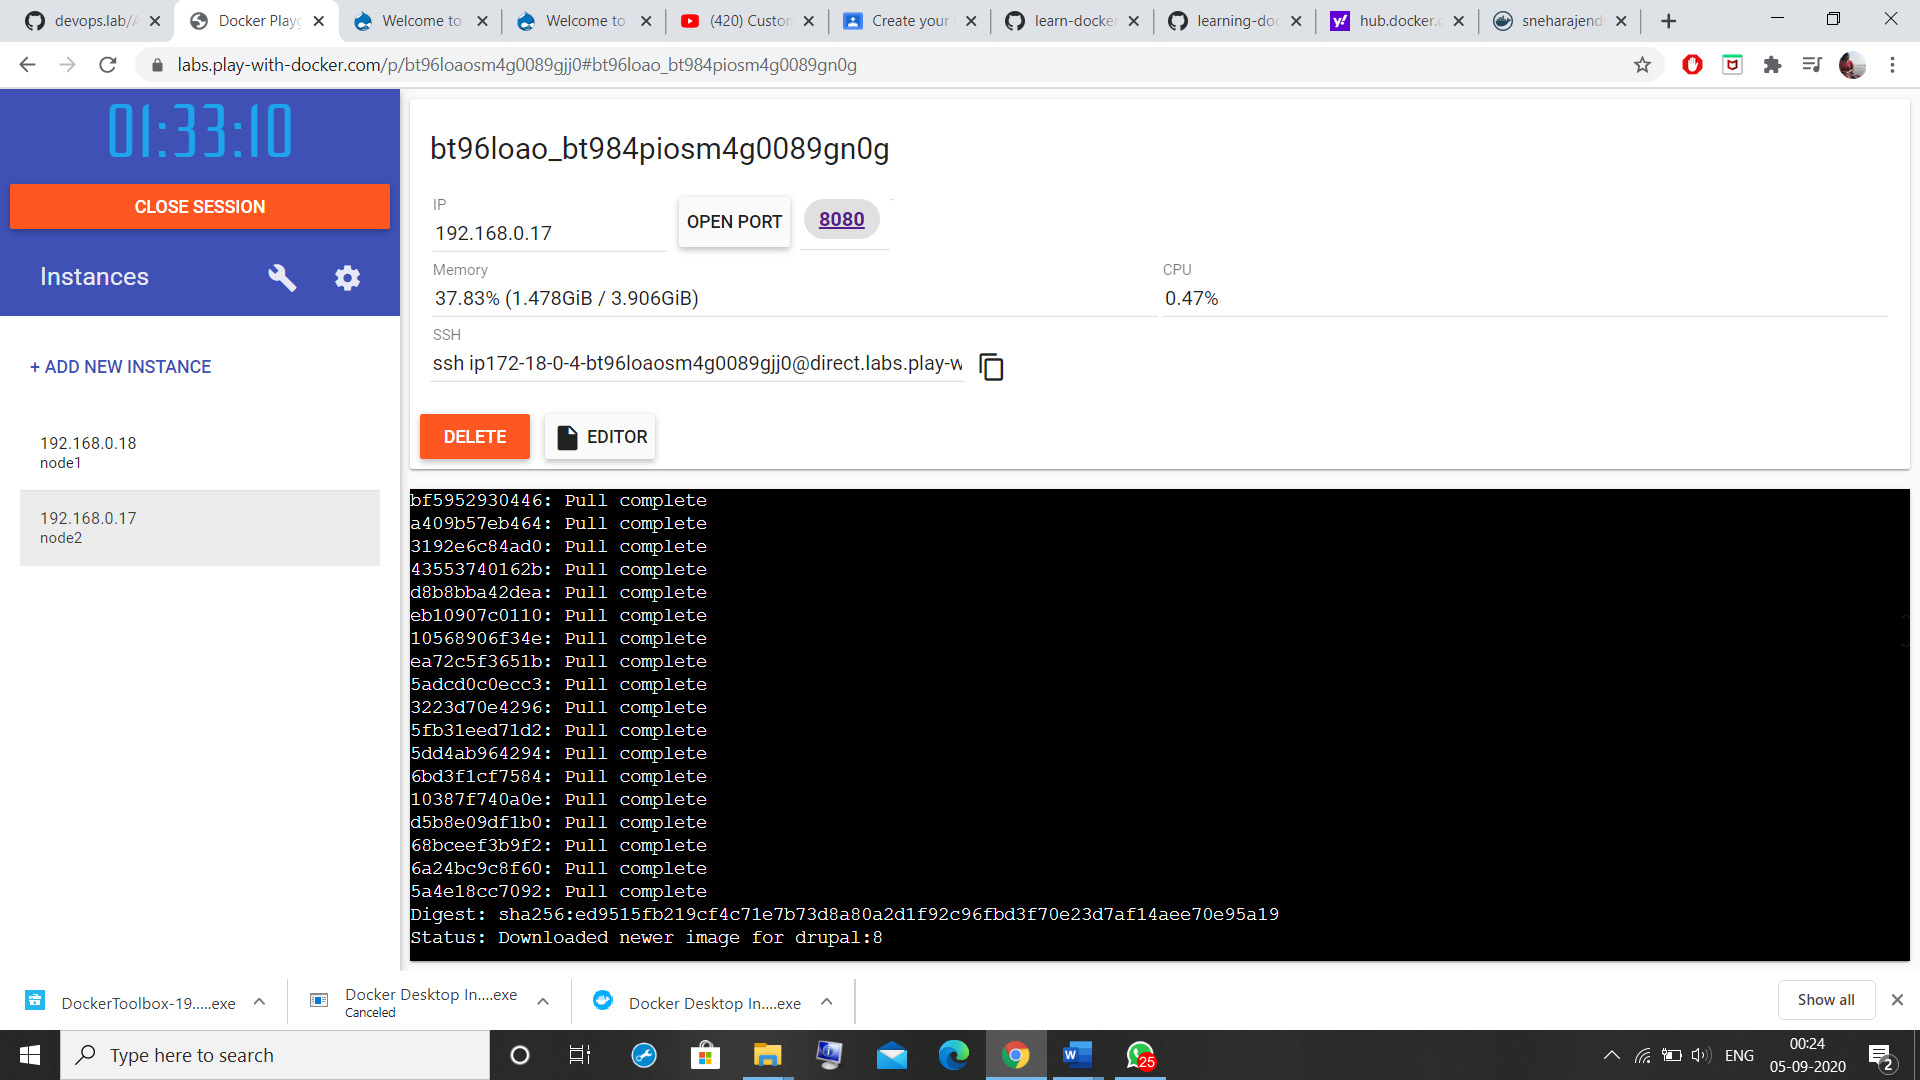 devops.lab/A
Docker Playg
Welcome to
Welcome to
(420) Custom
Create your
learn-docker
learning-doc
hub.docker.c
sneharajend
labs.play-with-docker.com/p/bt96loaosm4g0089gjj0#bt96loao_bt984piosm4g0089gn0g
01:33:10
CLOSE SESSION
Instances
+ ADD NEW INSTANCE
192.168.0.18
node1
192.168.0.17
node2
bt96loao_bt984piosm4g0089gn0g
IP
192.168.0.17
OPEN PORT
8080
Memory
37.83% (1.478GiB / 3.906GiB)
CPU
0.47%
SSH
ssh ip172-18-0-4-bt96loaosm4g0089gjj0@direct.labs.play-w
DELETE
EDITOR
bf5952930446: Pull complete
a409b57eb464: Pull complete
3192e6c84ad0: Pull complete
43553740162b: Pull complete
d8b8bba42dea: Pull complete
eb10907c0110: Pull complete
10568906f34e: Pull complete
ea72c5f3651b: Pull complete
5adcd0c0ecc3: Pull complete
3223d70e4296: Pull complete
5fb31eed71d2: Pull complete
5dd4ab964294: Pull complete
6bd3f1cf7584: Pull complete
10387f740a0e: Pull complete
d5b8e09df1b0: Pull complete
68bceef3b9f2: Pull complete
6a24bc9c8f60: Pull complete
5a4e18cc7092: Pull complete
Digest: sha256:ed9515fb219cf4c71e7b73d8a80a2d1f92c96fbd3f70e23d7af14aee70e95a19
Status: Downloaded newer image for drupal:8
DockerToolbox-19.....exe
Docker Desktop In....exe
Canceled
Docker Desktop In....exe
Show all
Type here to search
25
ENG
00:24
05-09-2020
2